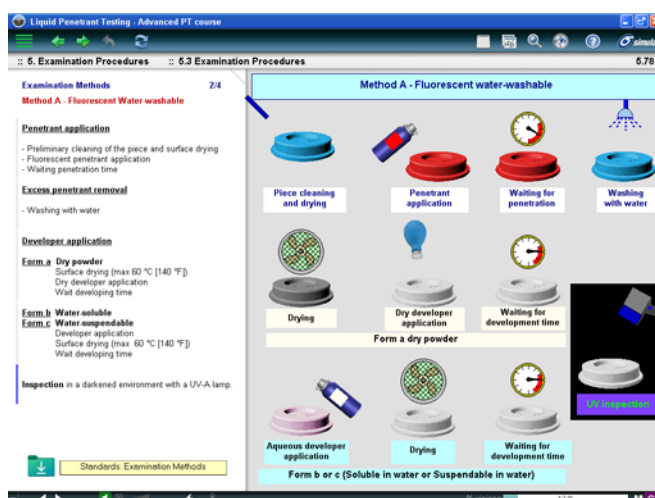 Liquid Penetrant Testing - Advanced PT course
:: 5. Examination Procedures :: 5.3 Examination Procedures 5.78
Examination Methods 2/4
Method A - Fluorescent Water-washable
Penetrant application
- Preliminary cleaning of the piece and surface drying
- Fluorescent penetrant application
- Waiting penetration time
Excess penetrant removal
- Washing with water
Developer application
Form a Dry powder
Surface drying (max 60 °C [140 °F])
Dry developer application
Wait developing time
Form b Water-soluble
Form c Water-suspendable
Developer application
Surface drying (max 60 °C [140 °F])
Wait developing time
Inspection in a darkened environment with a UV-A lamp.
Standards: Examination Methods
Method A - Fluorescent water-washable
Piece cleaning
and drying
Penetrant
application
Waiting for
penetration
Washing
with water
Drying
Dry developer
application
Waiting for
development time
Form a dry powder
UV inspection
Aqueous developer
application
Drying
Waiting for
development time
Form b or c (Soluble in water or Suspendable in water)